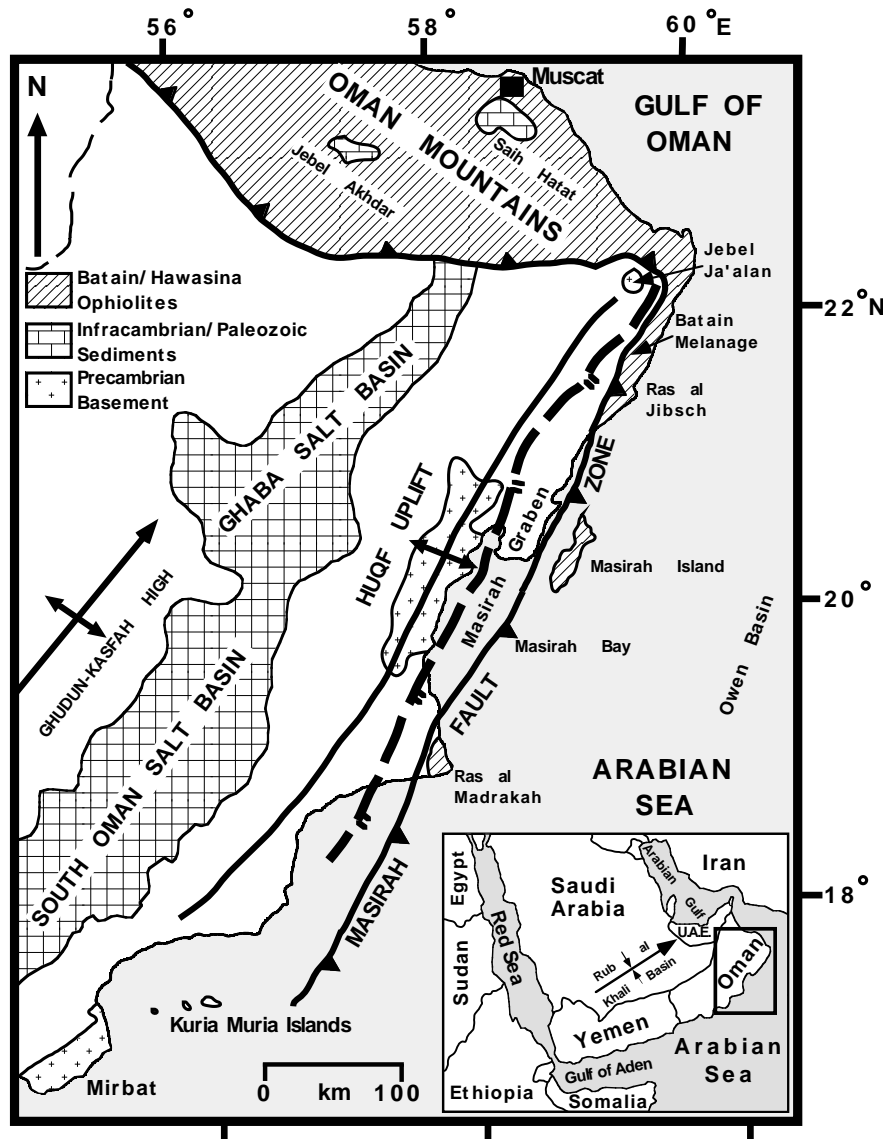 56°
58°
60°E
N
Muscat
OMAN MOUNTAINS
GULF OF
OMAN
Saih Hatat
Jebel Akhdar
Jebel
Ja'alan
22°N
Batain/ Hawasina
Ophiolites
Infracambrian/ Paleozoic
Sediments
Precambrian
Basement
Batain
Melanage
Ras al
Jibsch
GHABA SALT BASIN
HUQF UPLIFT
Graben
Masirah
ZONE
Masirah Island
20°
GHUDUN-KASFAH HIGH
Masirah Bay
Owen Basin
SOUTH OMAN SALT BASIN
FAULT
MASIRAH
Ras al
Madrakah
ARABIAN
SEA
18°
Kuria Muria Islands
Mirbat
0 km 100
Egypt
Saudi
Arabia
Arabian
Gulf
Iran
U.A.E.
Red Sea
Sudan
Rub al
Khali Basin
Oman
Yemen
Arabian
Sea
Gulf of Aden
Ethiopia
Somalia